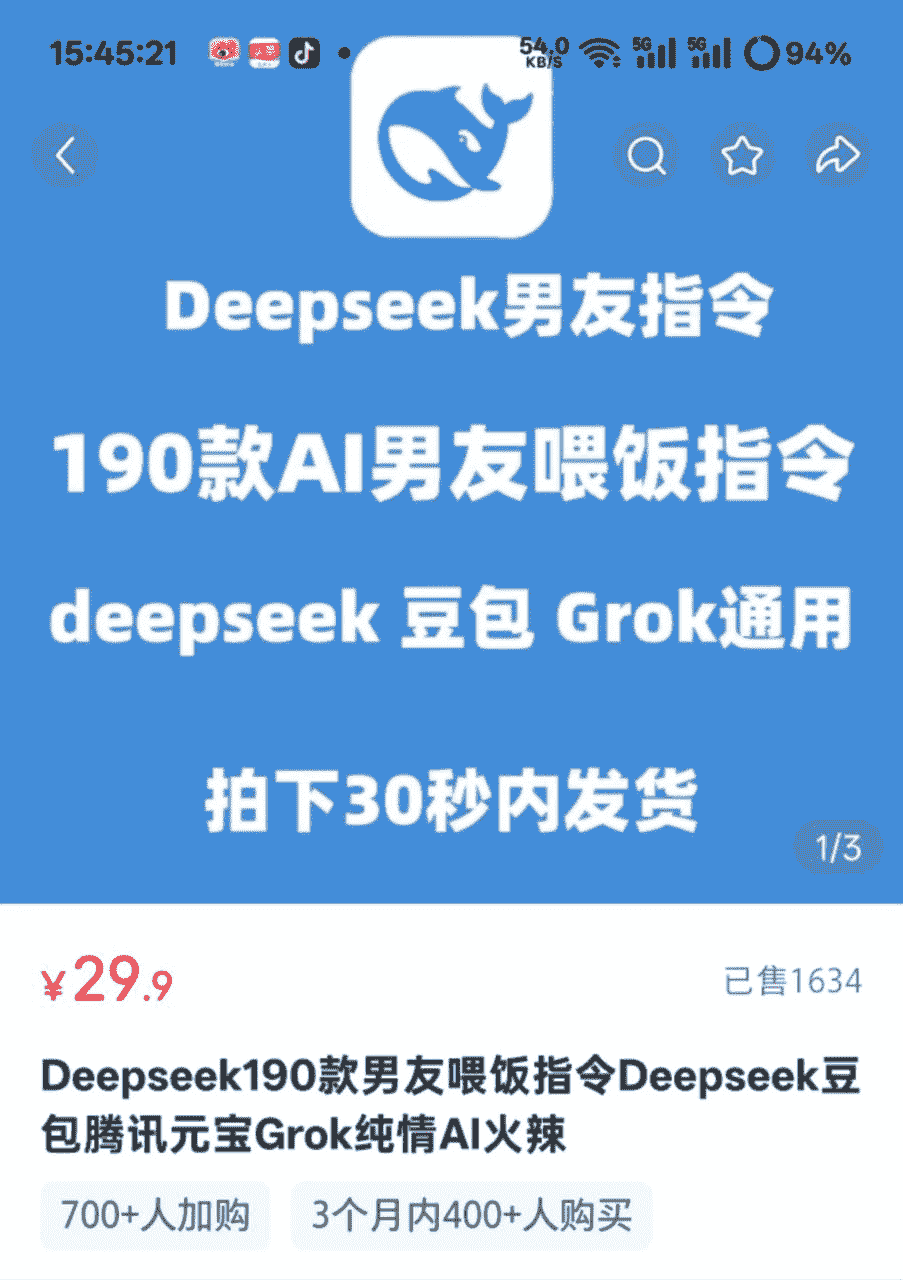 15:45:21 54.0 KB/S 5G 5G 94%
Deepseek男友指令
190款AI男友喂饭指令
deepseek 豆包 Grok通用
拍下30秒内发货
1/3
¥29.9 已售1634
Deepseek190款男友喂饭指令Deepseek豆
包腾讯元宝Grok纯情AI火辣
700+人加购 3个月内400+人购买